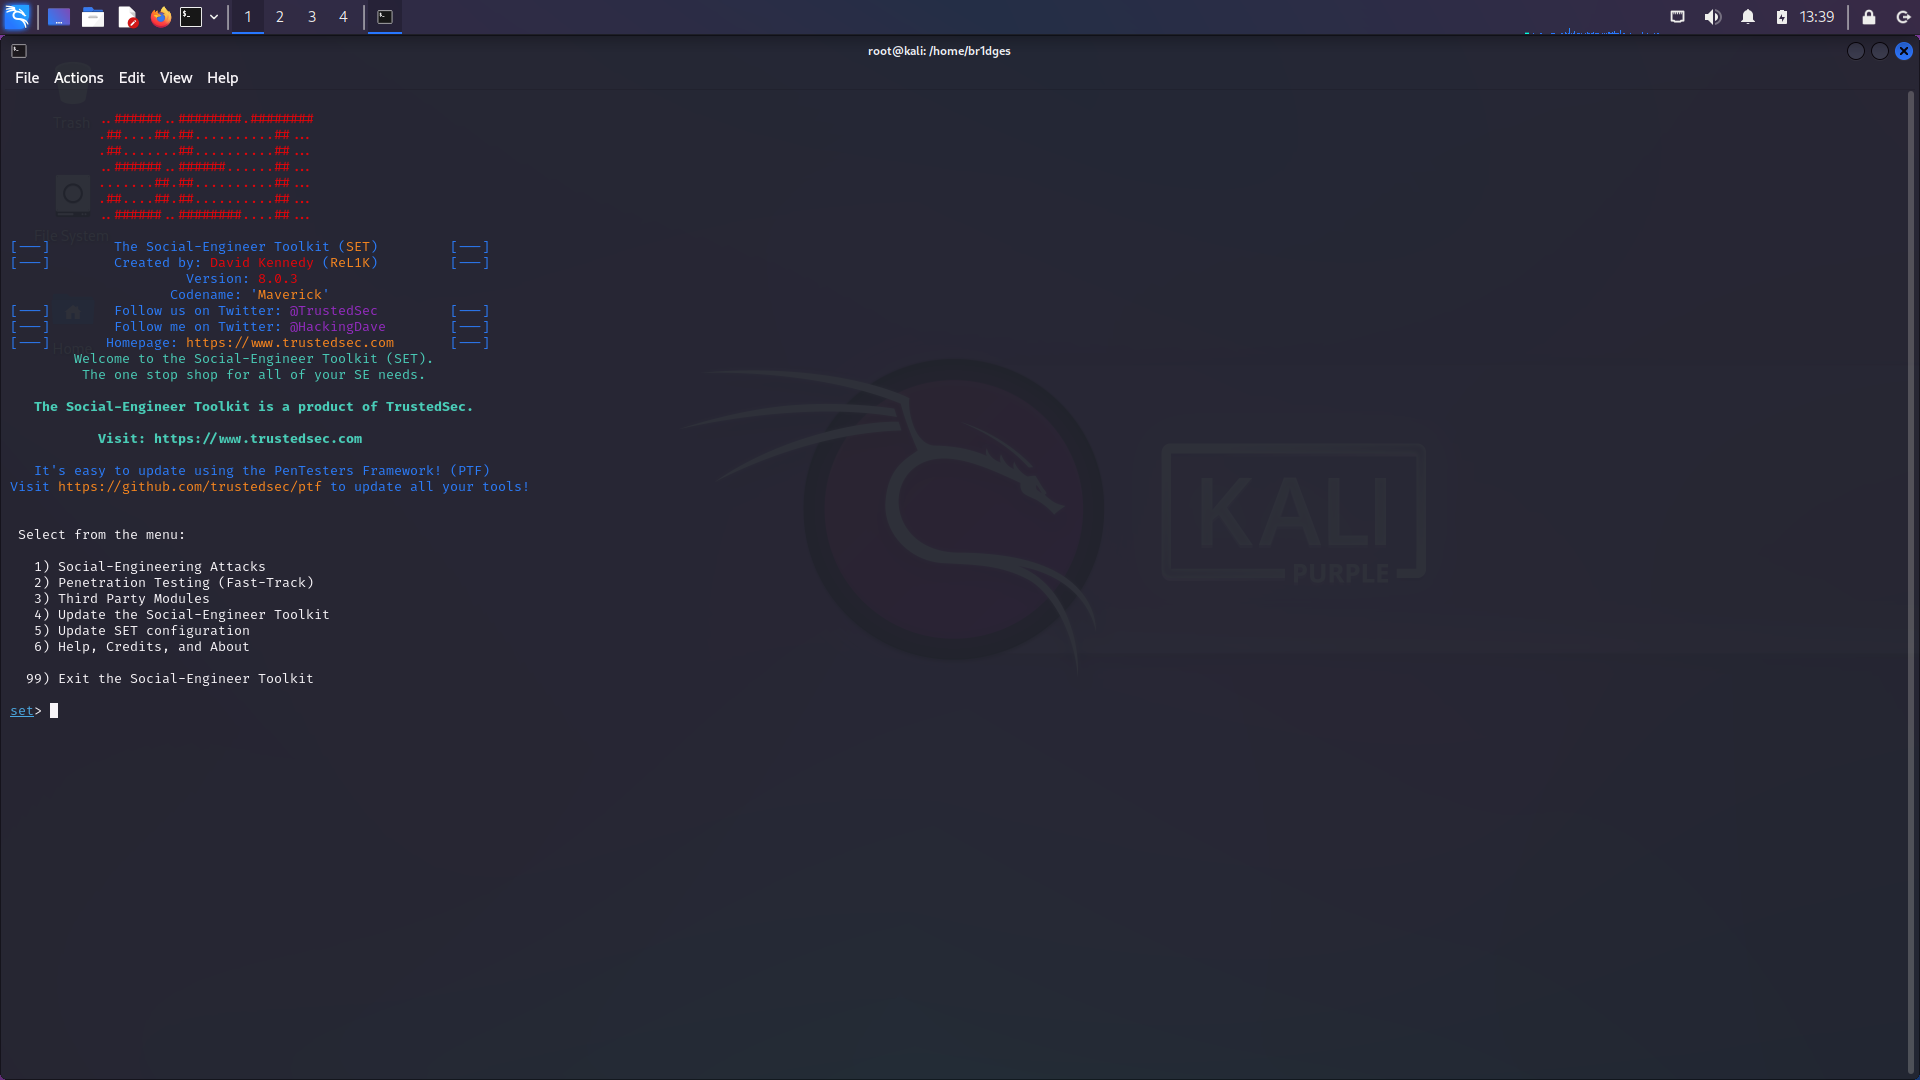 1 2 3 4 13:39
root@kali: /home/br1dges
File Actions Edit View Help
Trash
..######..########.########
.##....##.##..........##...
.##.......##..........##...
..######..######......##...
.......##.##..........##...
.##....##.##..........##...
..######..########....##...
File System
[---] The Social-Engineer Toolkit (SET) [---]
[---] Created by: David Kennedy (ReL1K) [---]
Version: 8.0.3
Codename: 'Maverick'
[---] Follow us on Twitter: @TrustedSec [---]
[---] Follow me on Twitter: @HackingDave [---]
[---] Homepage: https://www.trustedsec.com [---]
Home
Welcome to the Social-Engineer Toolkit (SET).
The one stop shop for all of your SE needs.
The Social-Engineer Toolkit is a product of TrustedSec.
Visit: https://www.trustedsec.com
It's easy to update using the PenTesters Framework! (PTF)
Visit https://github.com/trustedsec/ptf to update all your tools!
KALI
PURPLE
Select from the menu:
1) Social-Engineering Attacks
2) Penetration Testing (Fast-Track)
3) Third Party Modules
4) Update the Social-Engineer Toolkit
5) Update SET configuration
6) Help, Credits, and About
99) Exit the Social-Engineer Toolkit
set>